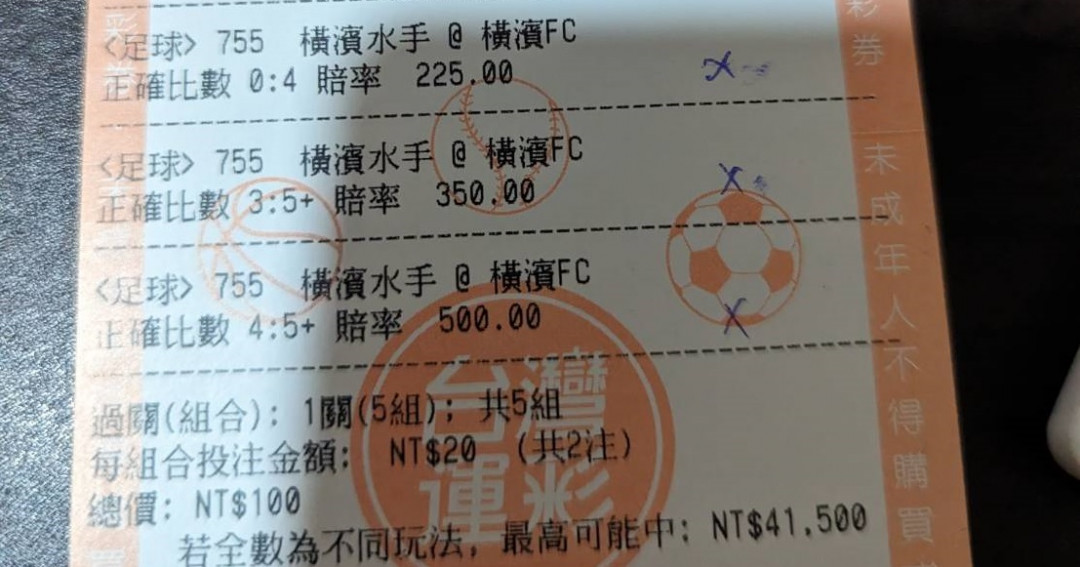 彩
彩
券
<足球> 755 橫濱水手 @ 橫濱FC
正確比數 0:4 賠率 225.00
<足球> 755 橫濱水手 @ 橫濱FC
正確比數 3:5+ 賠率 350.00
<足球> 755 橫濱水手 @ 橫濱FC
正確比數 4:5+ 賠率 500.00
過關(組合): 1關(5組); 共5組
每組合投注金額: NT$20 (共2注)
總價: NT$100
若全數為不同玩法, 最高可能中: NT$41,500
台灣
運彩
未成年人不得購買
買